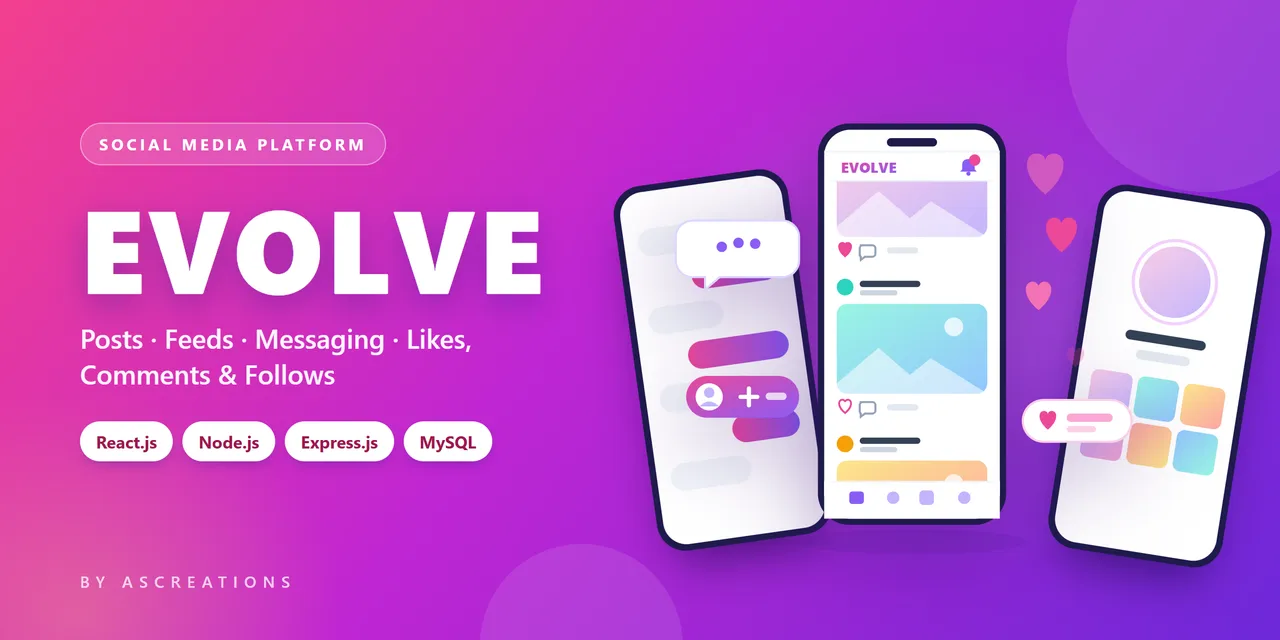 SOCIAL MEDIA PLATFORM
EVOLVE
Posts · Feeds · Messaging · Likes,
Comments & Follows
React.js
Node.js
Express.js
MySQL
BY ASCREATIONS
EVOLVE